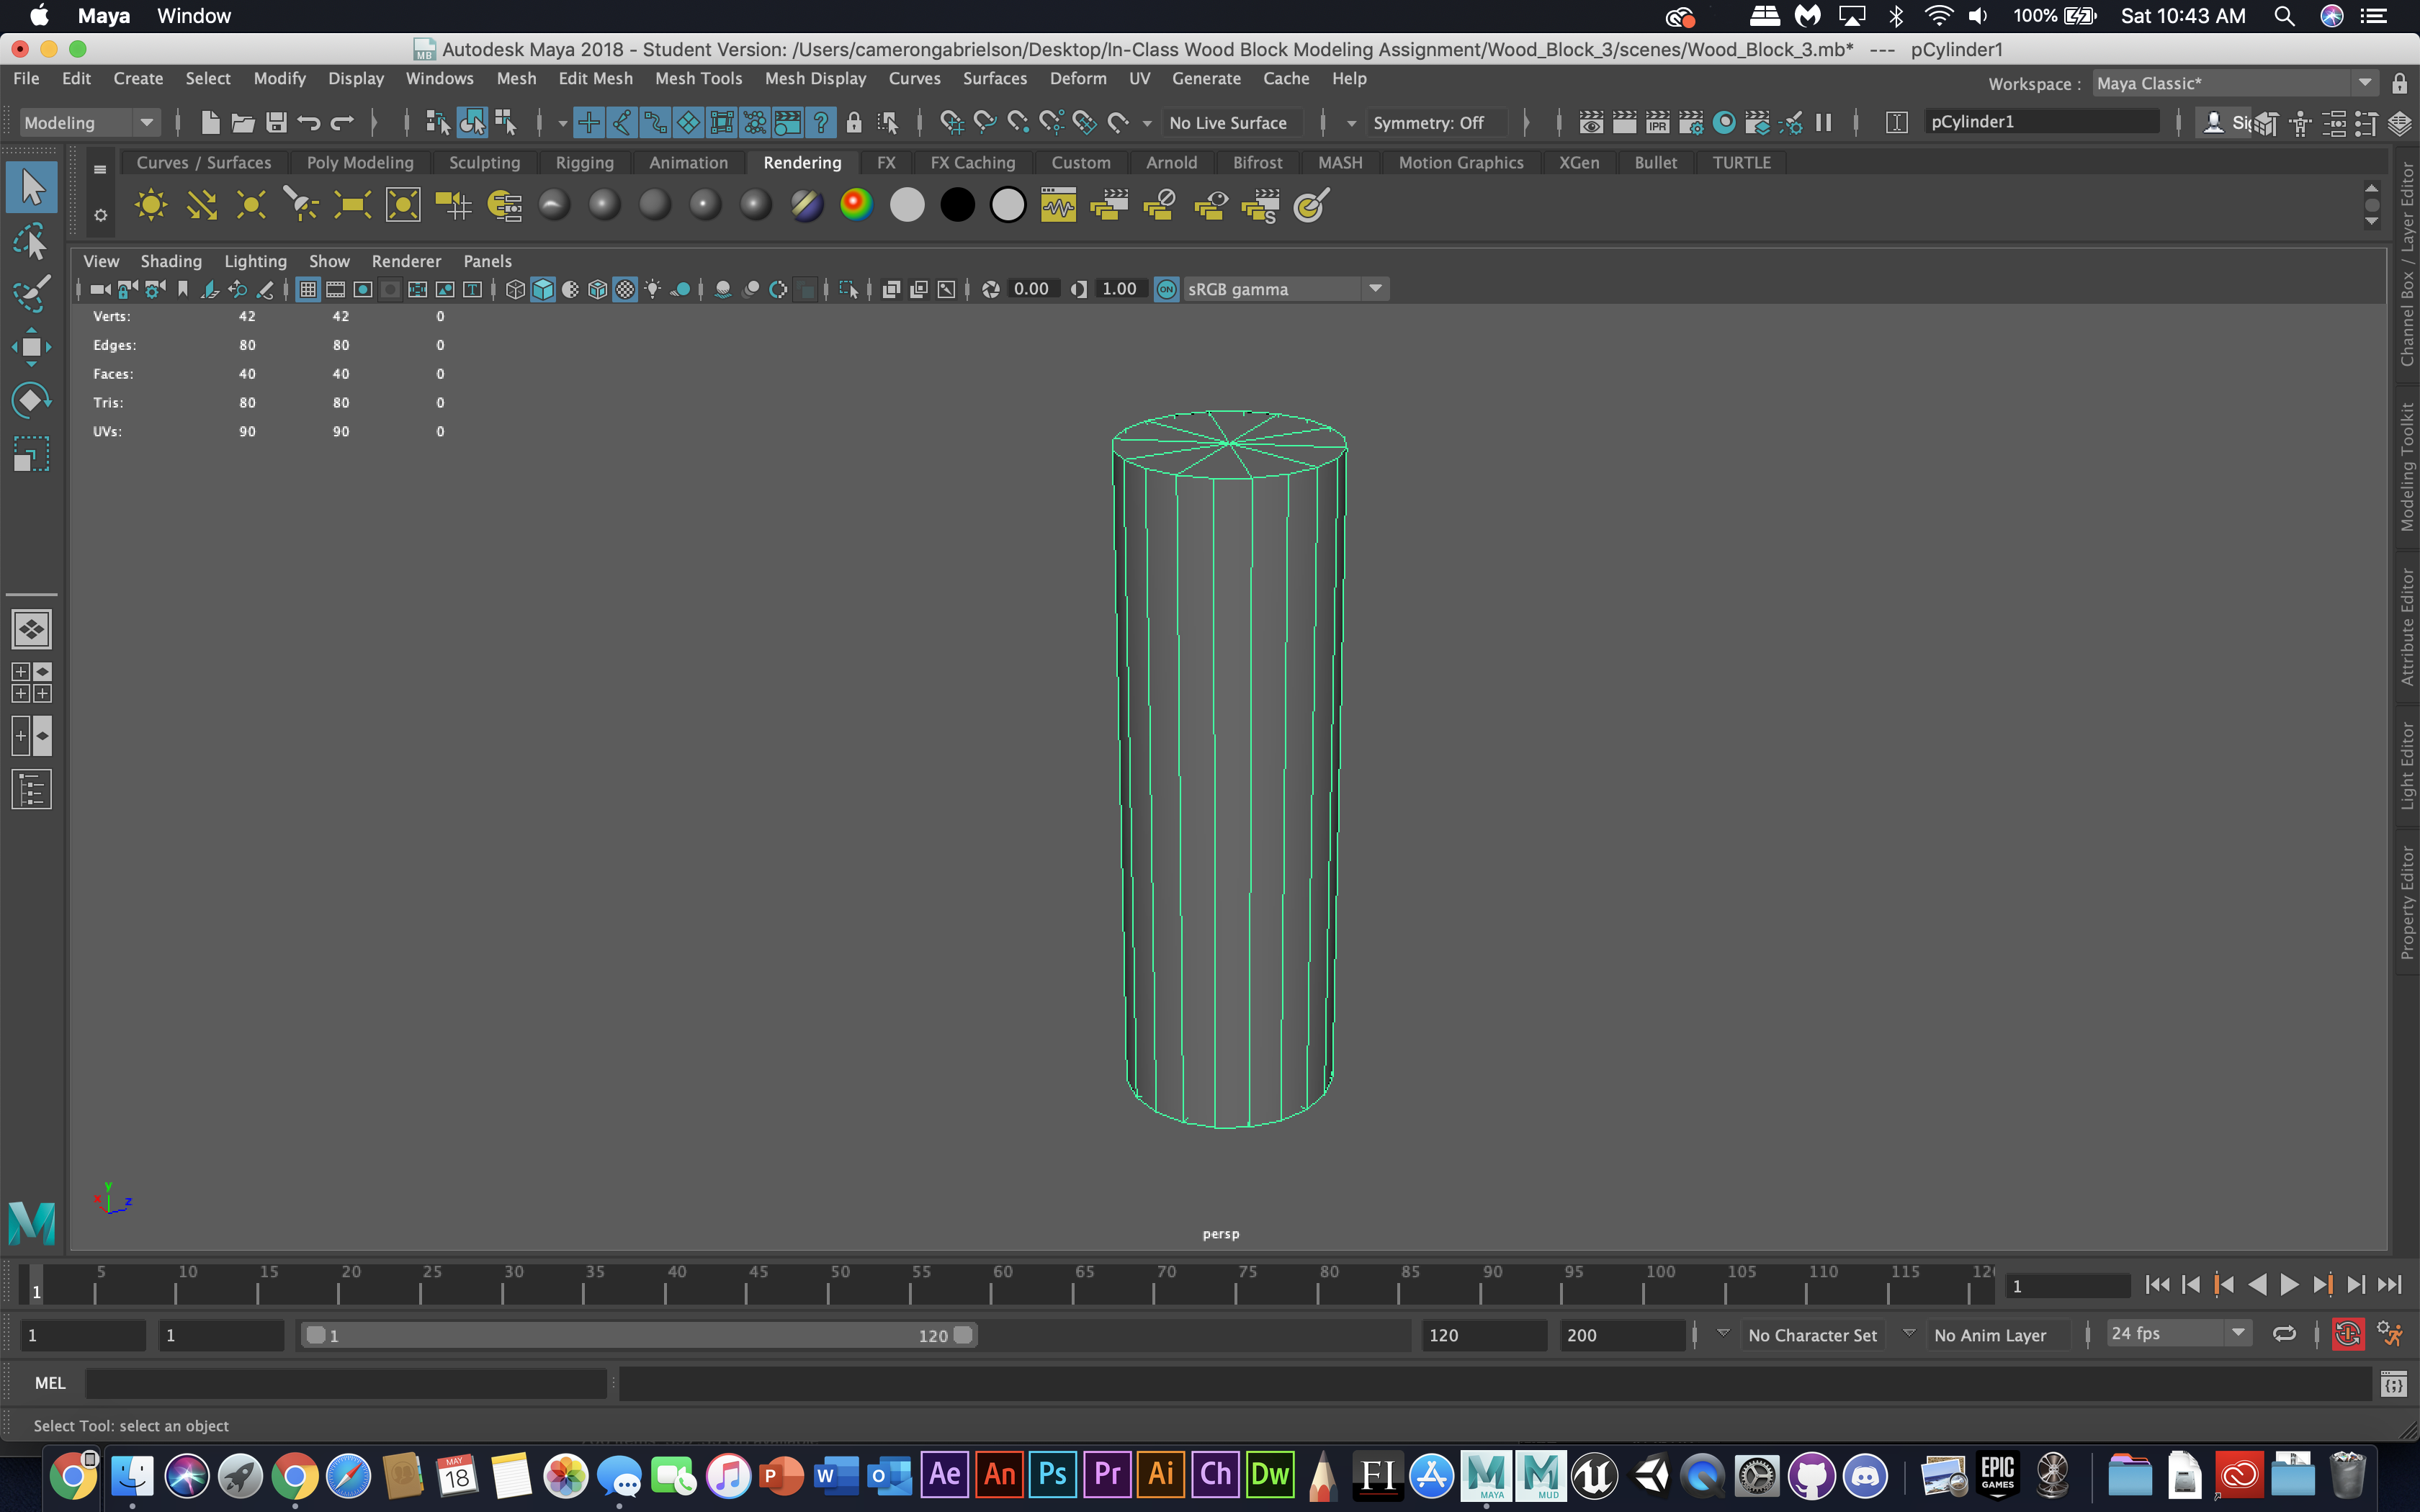 Maya Window 100% Sat 10:43 AM
Autodesk Maya 2018 - Student Version: /Users/camerongabrielson/Desktop/In-Class Wood Block Modeling Assignment/Wood_Block_3/scenes/Wood_Block_3.mb* --- pCylinder1
File Edit Create Select Modify Display Windows Mesh Edit Mesh Mesh Tools Mesh Display Curves Surfaces Deform UV Generate Cache Help
Workspace : Maya Classic*
Modeling No Live Surface Symmetry: Off IPR pCylinder1 Sig
Curves / Surfaces Poly Modeling Sculpting Rigging Animation Rendering FX FX Caching Custom Arnold Bifrost MASH Motion Graphics XGen Bullet TURTLE
View Shading Lighting Show Renderer Panels
0.00 1.00 ON sRGB gamma
Verts: 42 42 0
Edges: 80 80 0
Faces: 40 40 0
Tris: 80 80 0
UVs: 90 90 0
Channel Box / Layer Editor
Modeling Toolkit
Attribute Editor
Light Editor
Property Editor
y
x z
persp
1 5 10 15 20 25 30 35 40 45 50 55 60 65 70 75 80 85 90 95 100 105 110 115 12
1
1 1 1 120 120 200 No Character Set No Anim Layer 24 fps
MEL
Select Tool: select an object
MAY 18 P W O Ae An Ps Pr Ai Ch Dw FI MAYA MUD EPIC GAMES